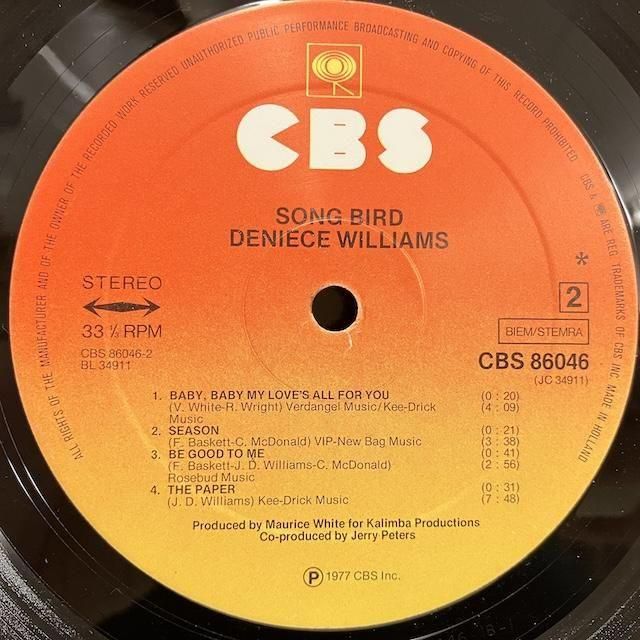 ALL RIGHTS OF THE MANUFACTURER AND OF THE OWNER OF THE RECORDED WORK RESERVED UNAUTHORIZED PUBLIC PERFORMANCE BROADCASTING AND COPYING OF THIS RECORD PROHIBITED
CBS & ARE REG. TRADEMARKS OF CBS INC. MADE IN HOLLAND
CBS
SONG BIRD
DENIECE WILLIAMS
STEREO
33 ⅓ RPM
CBS 86046-2
BL 34911
*
2
BIEM/STEMRA
CBS 86046
(JC 34911)
1. BABY, BABY MY LOVE'S ALL FOR YOU (0 : 20)
(V. White-R. Wright) Verdangel Music/Kee-Drick (4 : 09)
Music
2. SEASON (0 : 21)
(F. Baskett-C. McDonald) VIP-New Bag Music (3 : 38)
3. BE GOOD TO ME (0 : 41)
(F. Baskett-J. D. Williams-C. McDonald) (2 : 56)
Rosebud Music
4. THE PAPER (0 : 31)
(J. D. Williams) Kee-Drick Music (7 : 48)
Produced by Maurice White for Kalimba Productions
Co-produced by Jerry Peters
Ⓟ 1977 CBS Inc.